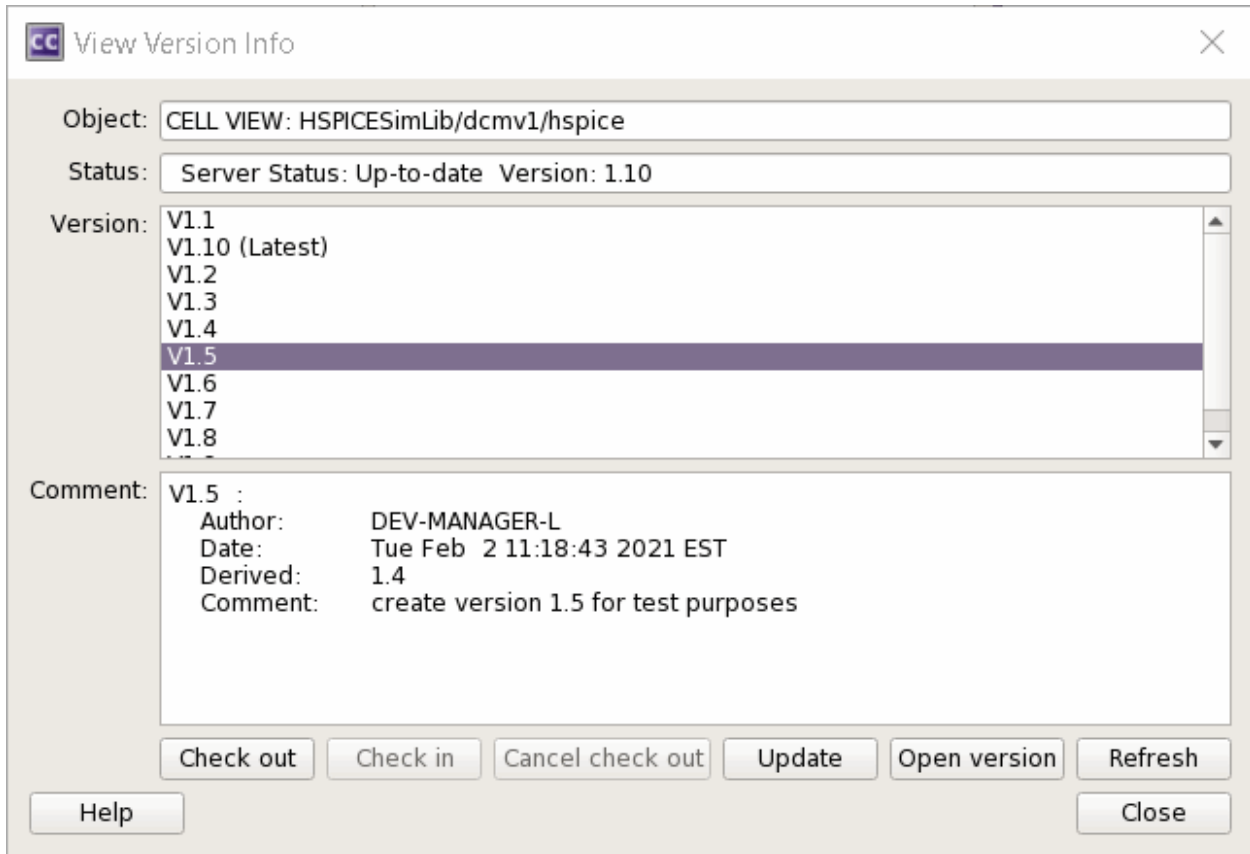 CC View Version Info
Object: CELL VIEW: HSPICESimLib/dcmv1/hspice
Status: Server Status: Up-to-date Version: 1.10
Version: V1.1
V1.10 (Latest)
V1.2
V1.3
V1.4
V1.5
V1.6
V1.7
V1.8
Comment: V1.5 :
Author: DEV-MANAGER-L
Date: Tue Feb 2 11:18:43 2021 EST
Derived: 1.4
Comment: create version 1.5 for test purposes
Check out Check in Cancel check out Update Open version Refresh
Help Close